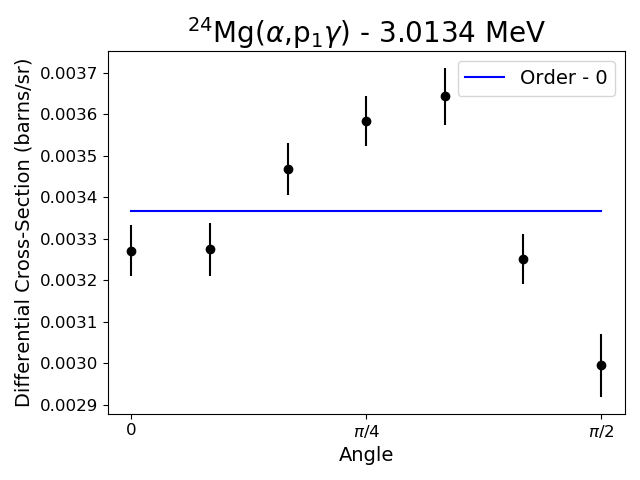 ²⁴Mg(α,p₁γ) - 3.0134 MeV
Differential Cross-Section (barns/sr)
0.0037
0.0036
0.0035
0.0034
0.0033
0.0032
0.0031
0.0030
0.0029
Order - 0
0
π/4
π/2
Angle